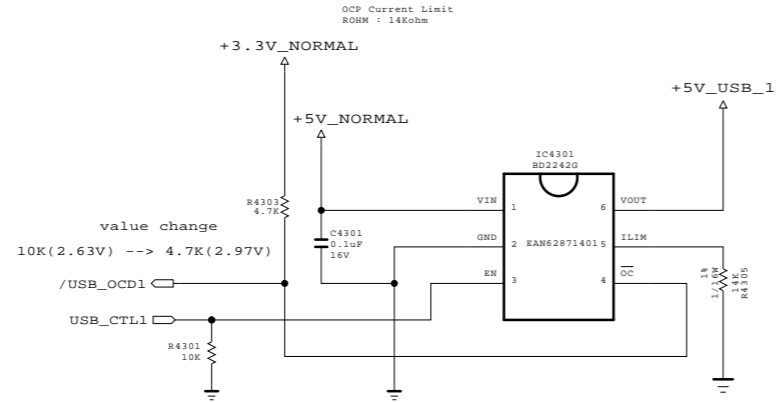 OCP Current Limit
ROHM : 14Kohm
+3.3V_NORMAL
+5V_USB_1
+5V_NORMAL
IC4301
BD2242G
R4303
4.7K
VIN
1
6
VOUT
value change
10K(2.63V) --> 4.7K(2.97V)
C4301
0.1uF
16V
GND
2
EAN62871401
5
ILIM
/USB_OCD1
EN
3
4
OC
1%
1/16W
14K
R4305
USB_CTL1
R4301
10K